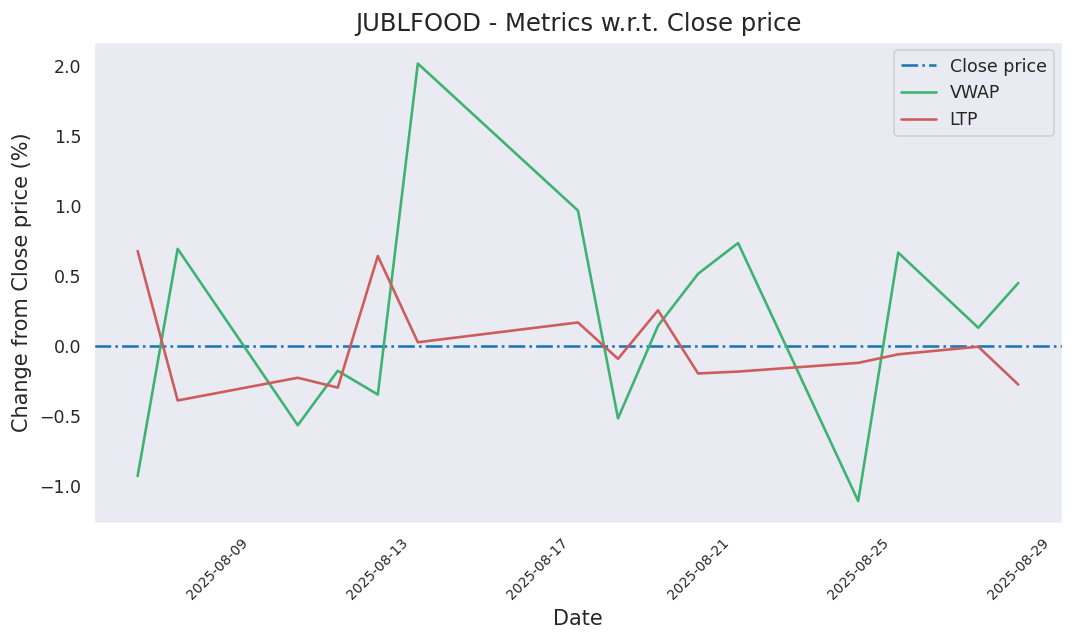 JUBLFOOD - Metrics w.r.t. Close price
Close price
VWAP
LTP
Change from Close price (%)
2.0
1.5
1.0
0.5
0.0
−0.5
−1.0
2025-08-09
2025-08-13
2025-08-17
2025-08-21
2025-08-25
2025-08-29
Date